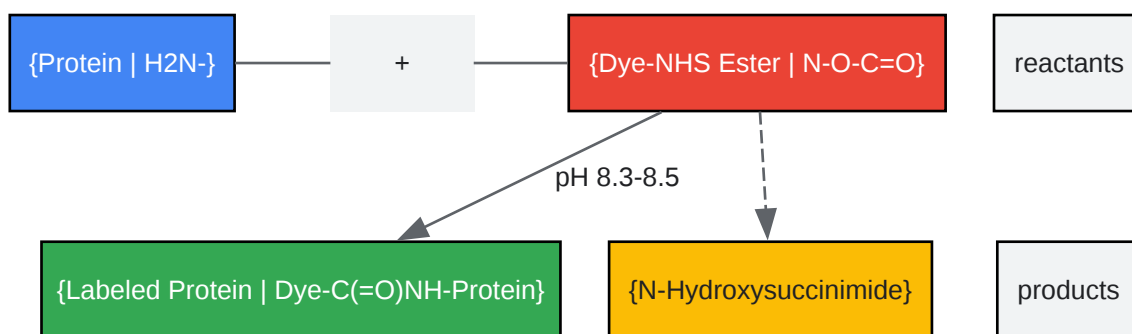 {Protein | H2N-}
+
{Dye-NHS Ester | N-O-C=O}
reactants
pH 8.3-8.5
{Labeled Protein | Dye-C(=O)NH-Protein}
{N-Hydroxysuccinimide}
products